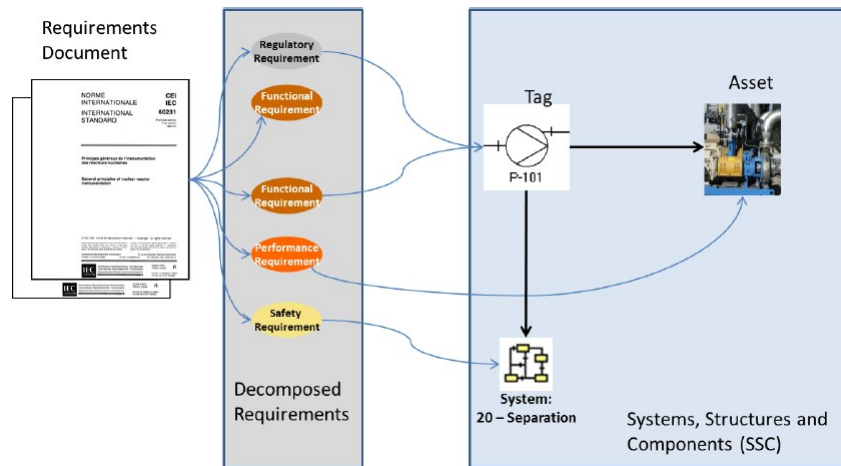 Requirements
Document
NORME
INTERNATIONALE
INTERNATIONAL
STANDARD
CEI
IEC
60231
Principes généraux de l'instrumentation
des réacteurs nucléaires
General principles of nuclear reactor
instrumentation
IEC
IEC
Regulatory
Requirement
Functional
Requirement
Functional
Requirement
Performance
Requirement
Safety
Requirement
Decomposed
Requirements
Tag
P-101
Asset
System:
20 – Separation
Systems, Structures and
Components (SSC)